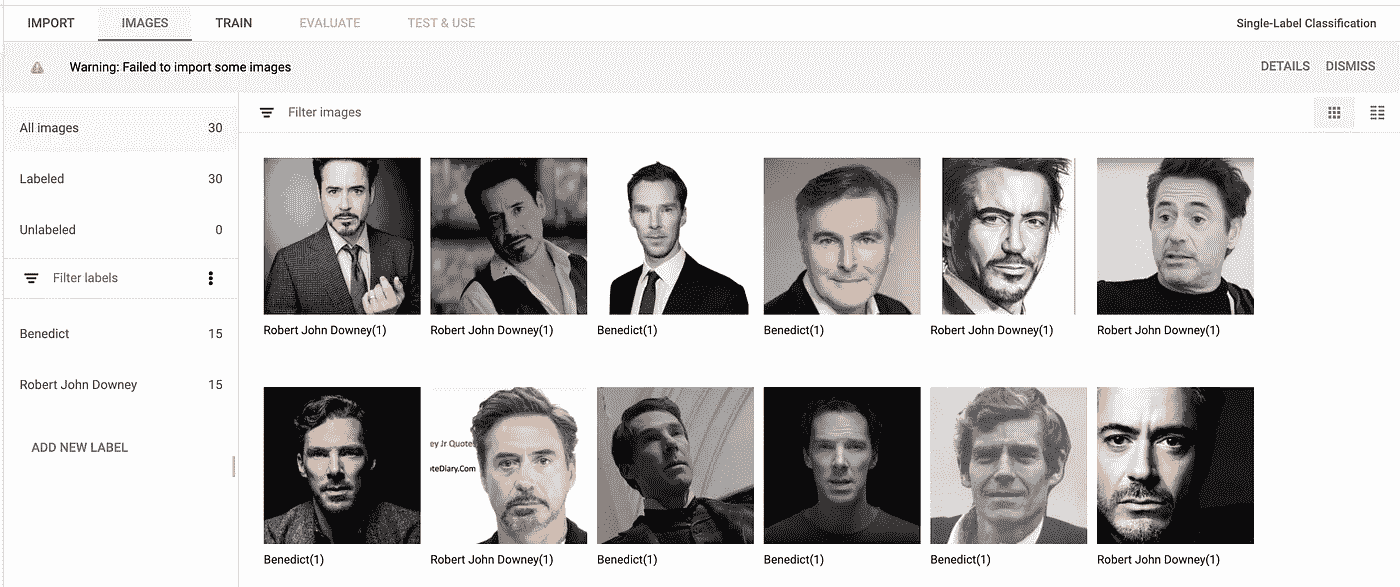 IMPORT IMAGES TRAIN EVALUATE TEST & USE Single-Label Classification
Warning: Failed to import some images DETAILS DISMISS
All images 30
Filter images
Labeled 30
Unlabeled 0
Filter labels
Benedict 15
Robert John Downey 15
ADD NEW LABEL
Robert John Downey(1) Robert John Downey(1) Benedict(1) Benedict(1) Robert John Downey(1) Robert John Downey(1)
ey Jr Quotes
oteDiary.Com
Benedict(1) Robert John Downey(1) Benedict(1) Benedict(1) Benedict(1) Robert John Downey(1)